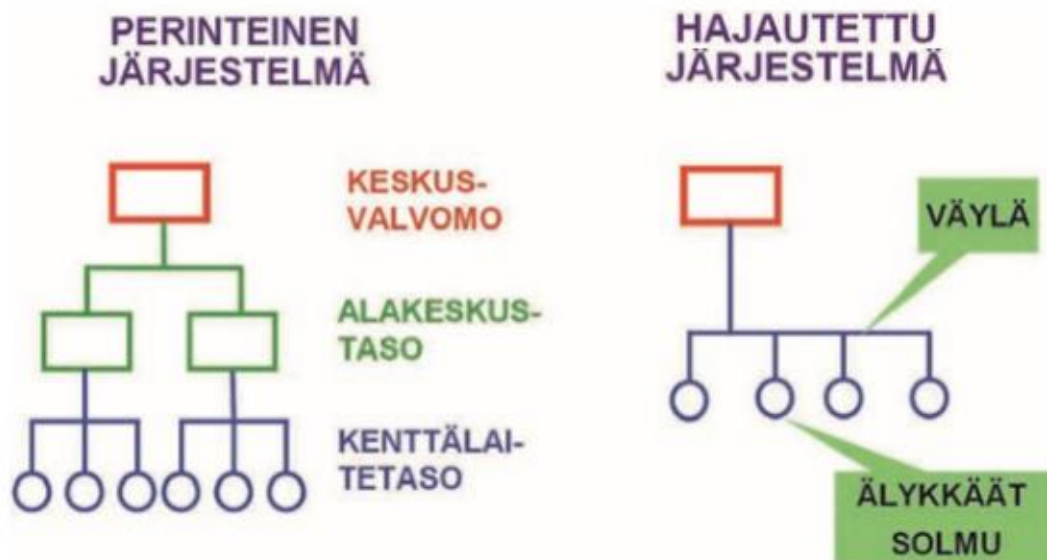 PERINTEINEN
JÄRJESTELMÄ
HAJAUTETTU
JÄRJESTELMÄ
KESKUS-
VALVOMO
VÄYLÄ
ALAKESKUS-
TASO
KENTTÄLAI-
TETASO
ÄLYKKÄÄT
SOLMU